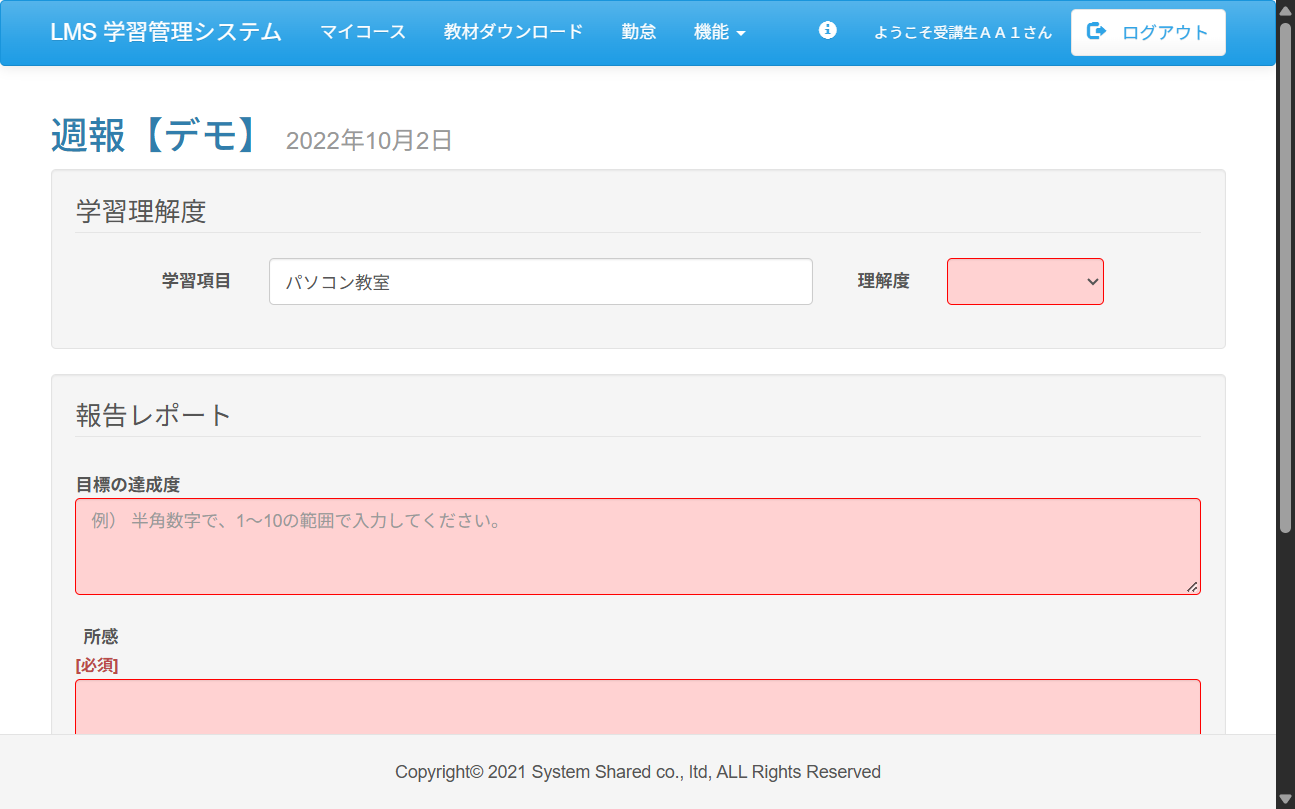 LMS 学習管理システム マイコース 教材ダウンロード 勤怠 機能 ようこそ受講生ＡＡ１さん ログアウト
週報【デモ】 2022年10月2日
学習理解度
学習項目 パソコン教室 理解度
報告レポート
目標の達成度
例） 半角数字で、1～10の範囲で入力してください。
所感
[必須]
Copyright© 2021 System Shared co., ltd, ALL Rights Reserved